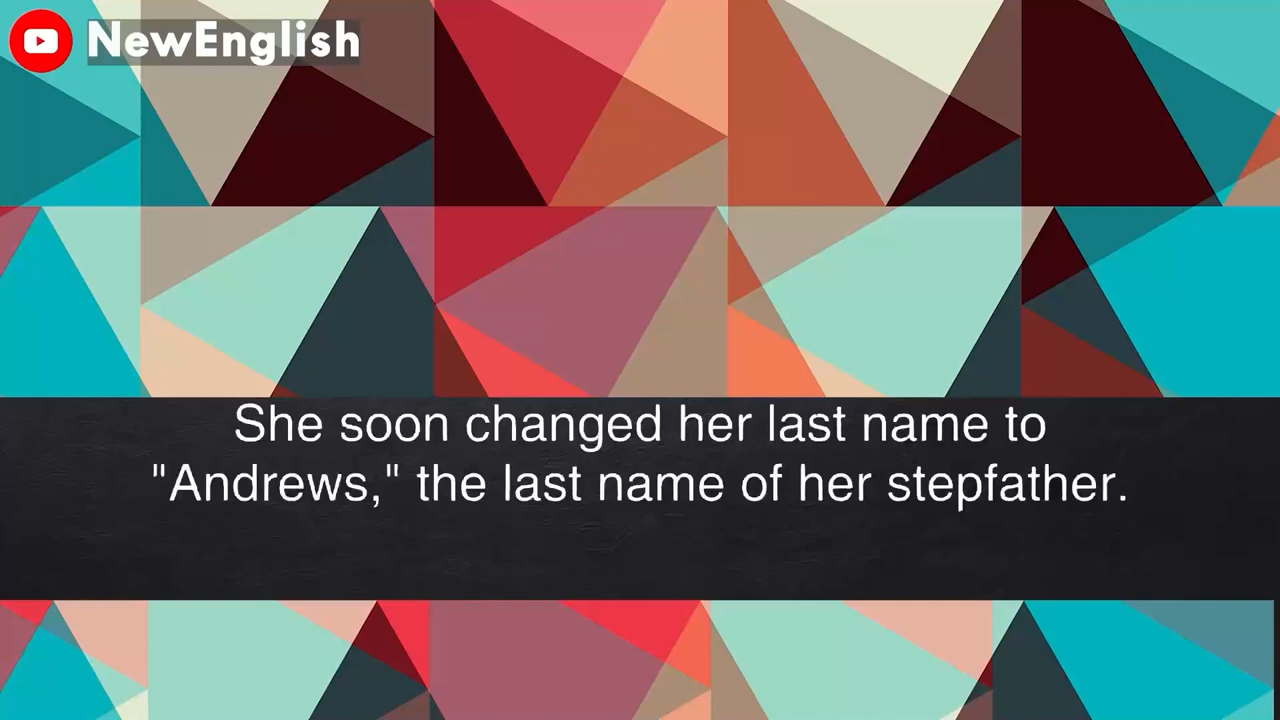 NewEnglish
She soon changed her last name to
"Andrews," the last name of her stepfather.